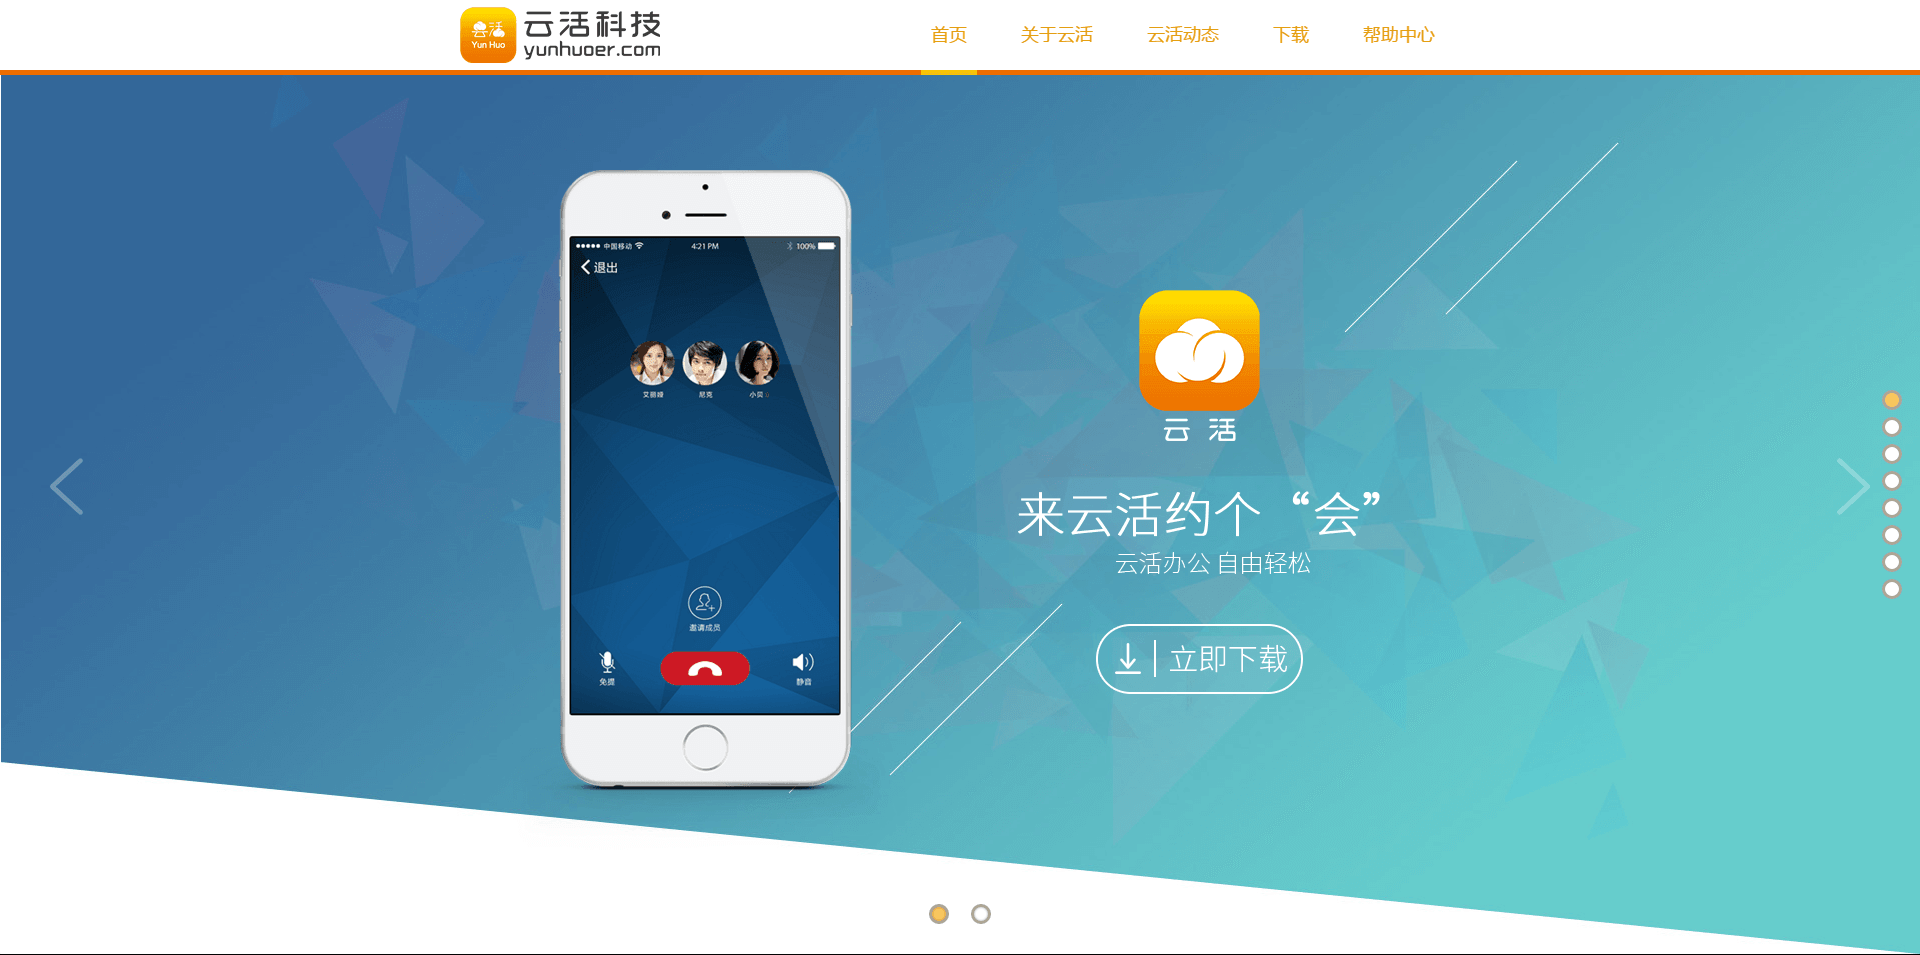 云活
Yun Huo
云活科技
yunhuoer.com
首页
关于云活
云活动态
下载
帮助中心
中国移动
4:21 PM
100%
退出
艾丽嫚
尼克
小贝
邀请成员
免提
静音
云活
来云活约个“会”
云活办公 自由轻松
立即下载